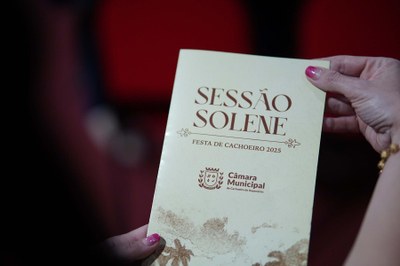 SESSÃO
SOLENE
FESTA DE CACHOEIRO 2025
Câmara
Municipal